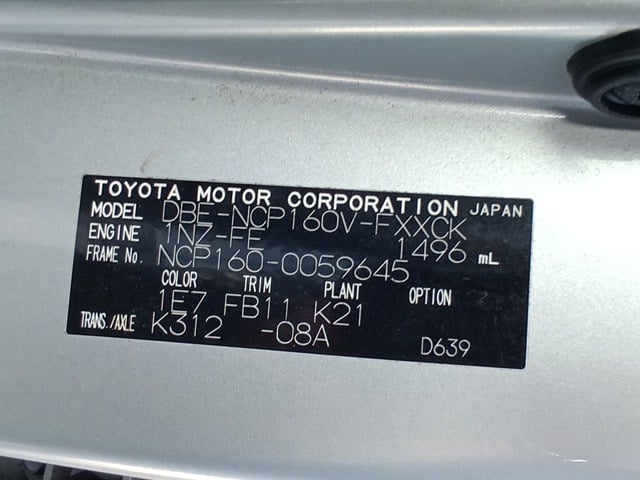 TOYOTA MOTOR CORPORATION JAPAN
MODEL DBE-NCP160V-FXXCK
ENGINE 1NZ-FE 1496 mL
FRAME No. NCP160-0059645
COLOR TRIM PLANT OPTION
1E7 FB11 K21
TRANS./AXLE K312 -08A
D639